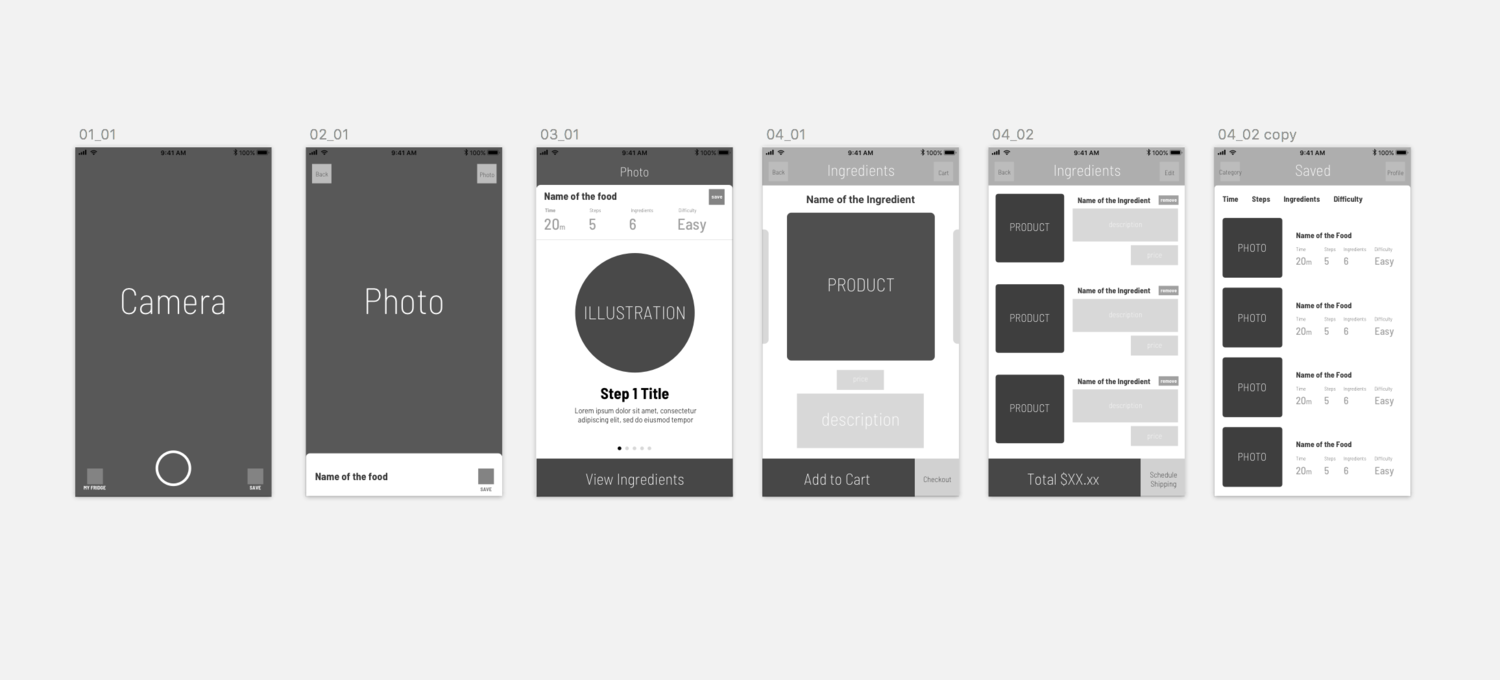 01_01
9:41 AM
100%
Camera
MY FRIDGE
SAVE
02_01
9:41 AM
100%
Back
Photo
Photo
Name of the food
SAVE
03_01
9:41 AM
100%
Photo
Name of the food
save
Time
Steps
Ingredients
Difficulty
20m
5
6
Easy
ILLUSTRATION
Step 1 Title
Lorem ipsum dolor sit amet, consectetur
adipiscing elit, sed do eiusmod tempor
View Ingredients
04_01
9:41 AM
100%
Back
Ingredients
Cart
Name of the Ingredient
PRODUCT
price
description
Add to Cart
Checkout
04_02
9:41 AM
100%
Back
Ingredients
Edit
PRODUCT
Name of the Ingredient
remove
description
price
PRODUCT
Name of the Ingredient
remove
description
price
PRODUCT
Name of the Ingredient
remove
description
price
Total $XX.xx
Schedule
Shipping
04_02 copy
9:41 AM
100%
Category
Saved
Profile
Time
Steps
Ingredients
Difficulty
PHOTO
Name of the Food
Time
Steps
Ingredients
Difficulty
20m
5
6
Easy
PHOTO
Name of the Food
Time
Steps
Ingredients
Difficulty
20m
5
6
Easy
PHOTO
Name of the Food
Time
Steps
Ingredients
Difficulty
20m
5
6
Easy
PHOTO
Name of the Food
Time
Steps
Ingredients
Difficulty
20m
5
6
Easy